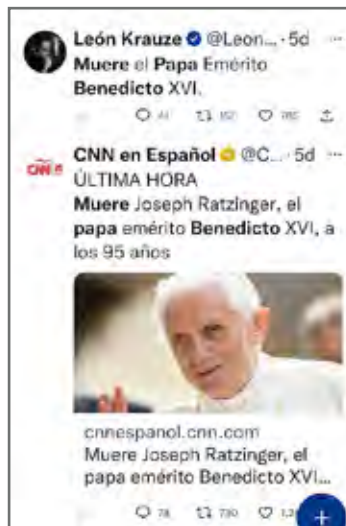 León Krauze @Leon... · 5d ...
Muere el Papa Emérito
Benedicto XVI.
CNN en Español @C... · 5d ...
ÚLTIMA HORA
Muere Joseph Ratzinger, el
papa emérito Benedicto XVI, a
los 95 años
cnnespanol.cnn.com
Muere Joseph Ratzinger, el
papa emérito Benedicto XVI...
78 730